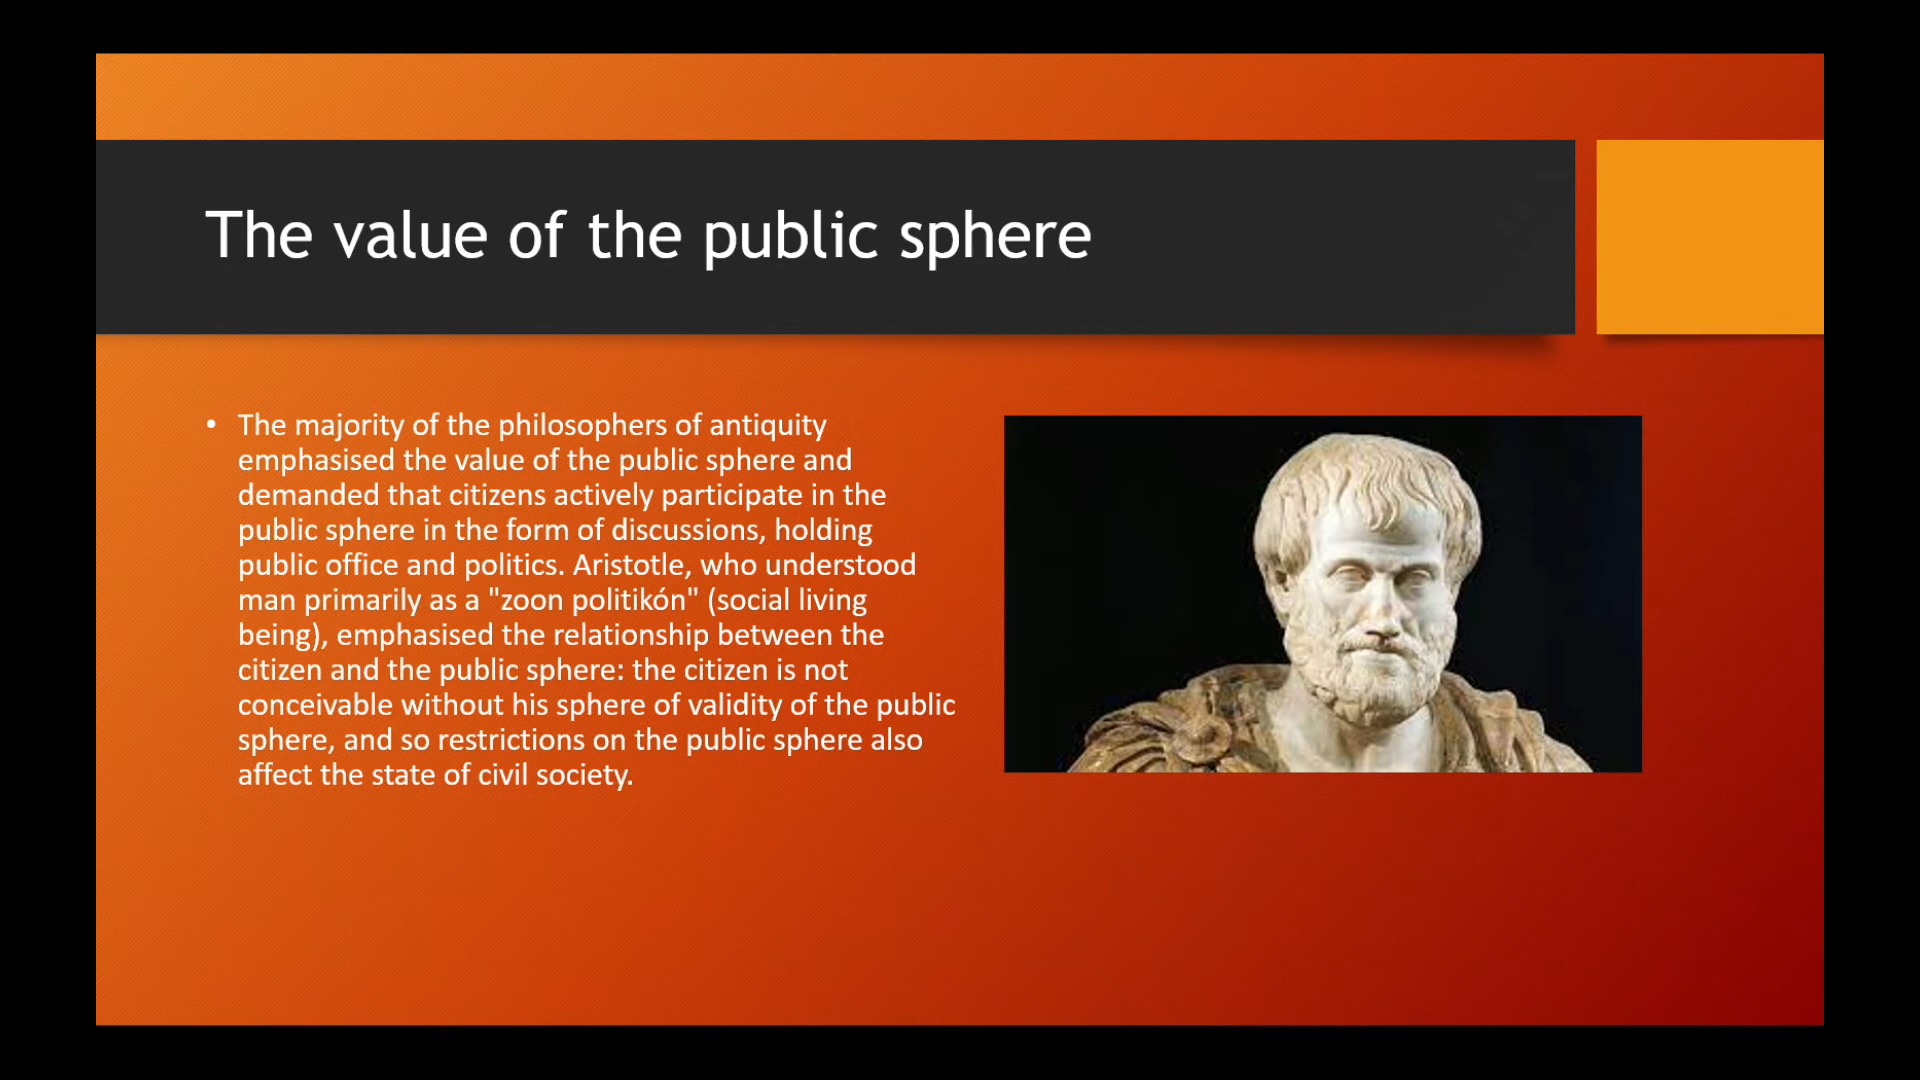 The value of the public sphere
• The majority of the philosophers of antiquity
emphasised the value of the public sphere and
demanded that citizens actively participate in the
public sphere in the form of discussions, holding
public office and politics. Aristotle, who understood
man primarily as a "zoon politikón" (social living
being), emphasised the relationship between the
citizen and the public sphere: the citizen is not
conceivable without his sphere of validity of the public
sphere, and so restrictions on the public sphere also
affect the state of civil society.